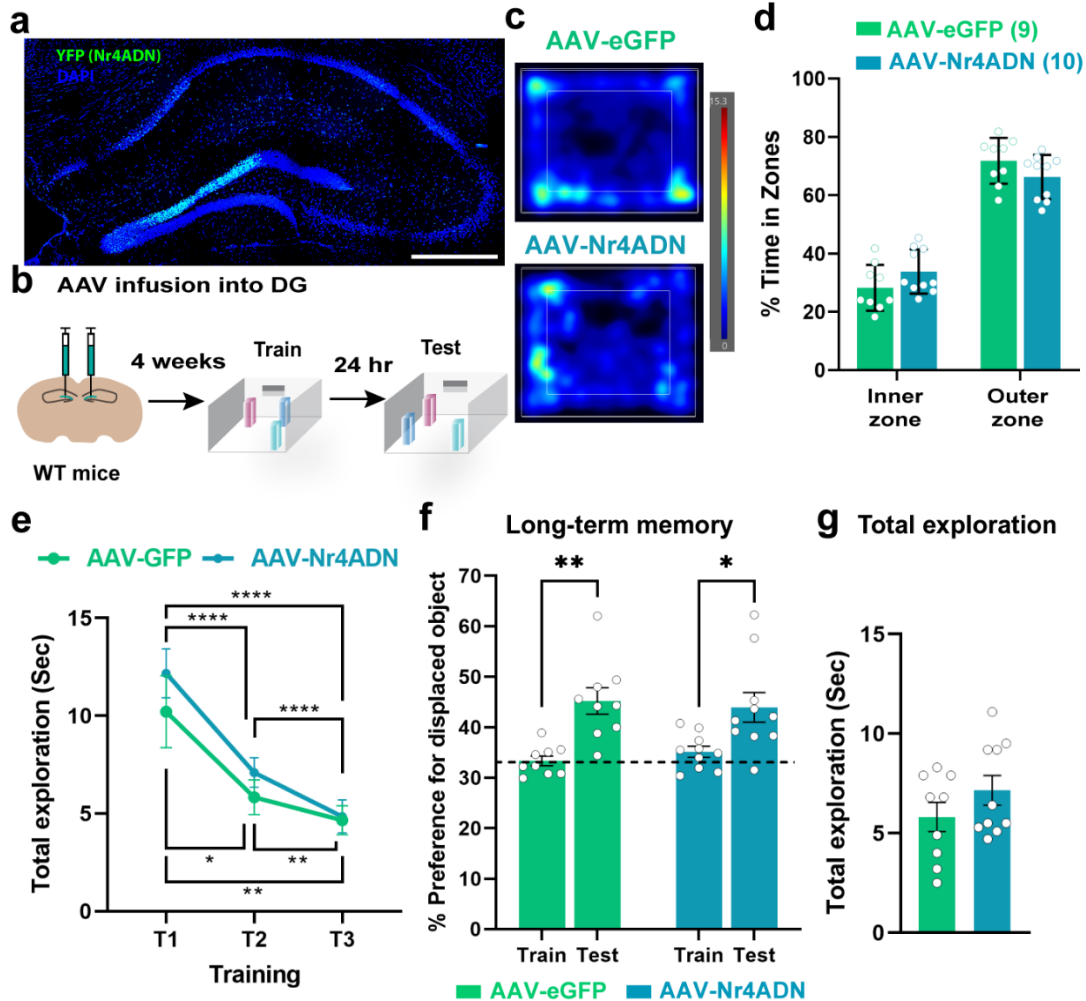 a
YFP (Nr4ADN)
DAPI
b
AAV infusion into DG
4 weeks
Train
24 hr
Test
WT mice
c
AAV-eGFP
15.3
0
AAV-Nr4ADN
d
AAV-eGFP (9)
AAV-Nr4ADN (10)
% Time in Zones
100
80
60
40
20
0
Inner
zone
Outer
zone
e
AAV-GFP
AAV-Nr4ADN
Total exploration (Sec)
15
10
5
0
****
****
****
*
**
**
T1
T2
T3
Training
f
Long-term memory
% Preference for displaced object
70
60
50
40
30
20
10
0
**
*
Train
Test
Train
Test
AAV-eGFP
AAV-Nr4ADN
g
Total exploration
Total exploration (Sec)
15
10
5
0